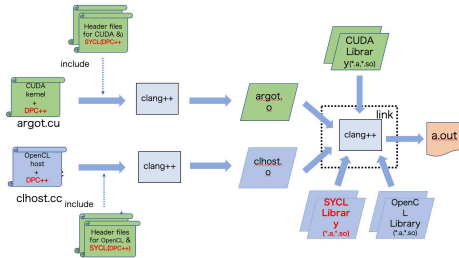 Header files
for CUDA &)
SYCL(DPC++
include
CUDA
kernel
+
DPC++
argot.cu
clang++
argot.
o
CUDA
Librar
y(*.a,*.so)
link
clang++
a.out
OpenCL
host
+
DPC++
clhost.cc
:
include
clang++
clhost.
o
Header files
for OpenCL &
SYCL(DPC++)
SYCL
Librar
y
(*.a,*.so)
OpenC
L
Library
(*.a,*.so)